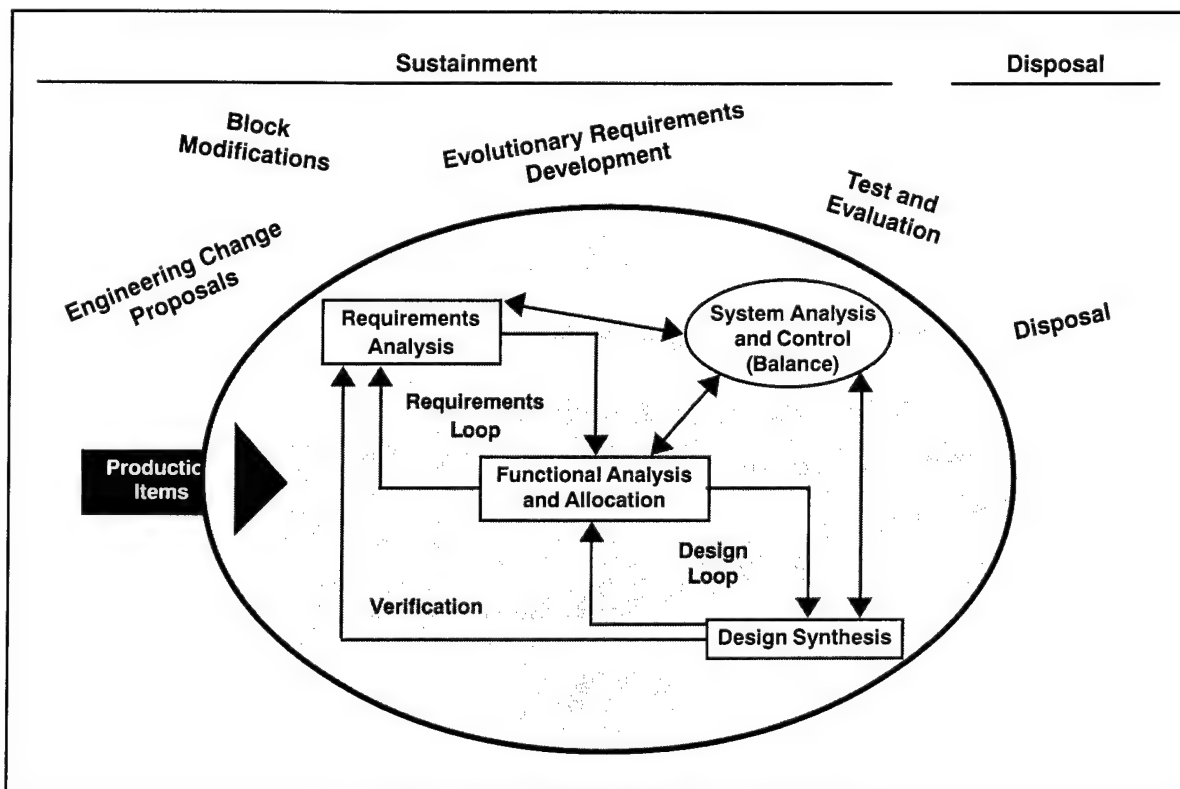 Sustainment
Disposal
Block
Modifications
Evolutionary Requirements
Development
Test and
Evaluation
Engineering Change
Proposals
Disposal
Requirements
Analysis
System Analysis
and Control
(Balance)
Requirements
Loop
Productic
Items
Functional Analysis
and Allocation
Design
Loop
Verification
Design Synthesis